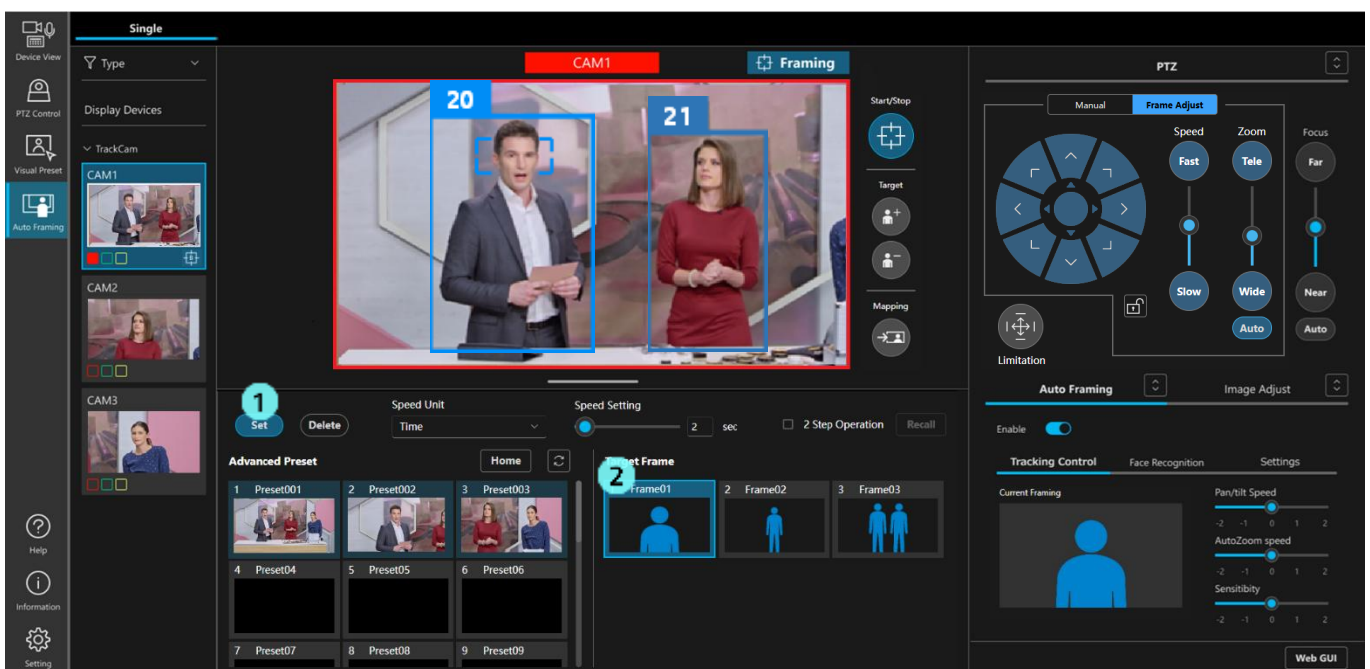 Device View
PTZ Control
Visual Preset
Auto Framing
Help
Information
Setting
Single
Type
Display Devices
TrackCam
CAM1
CAM2
CAM3
CAM1
Framing
20
21
Start/Stop
Target
Mapping
1
Set
Delete
Speed Unit
Time
Speed Setting
2 sec
2 Step Operation
Recall
Advanced Preset
Home
1 Preset001
2 Preset002
3 Preset003
4 Preset04
5 Preset05
6 Preset06
7 Preset07
8 Preset08
9 Preset09
2
Target Frame
Frame01
2 Frame02
3 Frame03
PTZ
Manual
Frame Adjust
Speed
Zoom
Focus
Fast
Tele
Far
Slow
Wide
Near
Auto
Auto
Limitation
Auto Framing
Image Adjust
Enable
Tracking Control
Face Recognition
Settings
Current Framing
Pan/tilt Speed
-2 -1 0 1 2
AutoZoom speed
-2 -1 0 1 2
Sensitibity
-2 -1 0 1 2
Web GUI